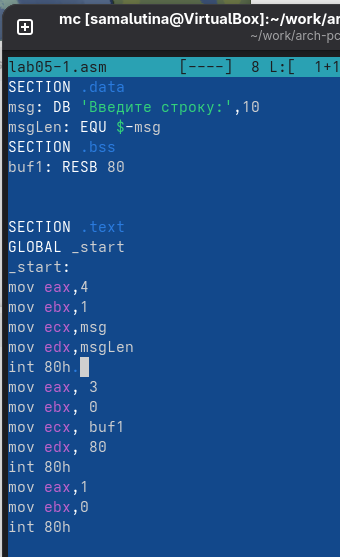 mc [samalutina@VirtualBox]:~/work/ar
~/work/arch-pc
lab05-1.asm [----] 8 L:[ 1+1
SECTION .data
msg: DB 'Введите строку:',10
msgLen: EQU $-msg
SECTION .bss
buf1: RESB 80
SECTION .text
GLOBAL _start
_start:
mov eax,4
mov ebx,1
mov ecx,msg
mov edx,msgLen
int 80h.
mov eax, 3
mov ebx, 0
mov ecx, buf1
mov edx, 80
int 80h
mov eax,1
mov ebx,0
int 80h